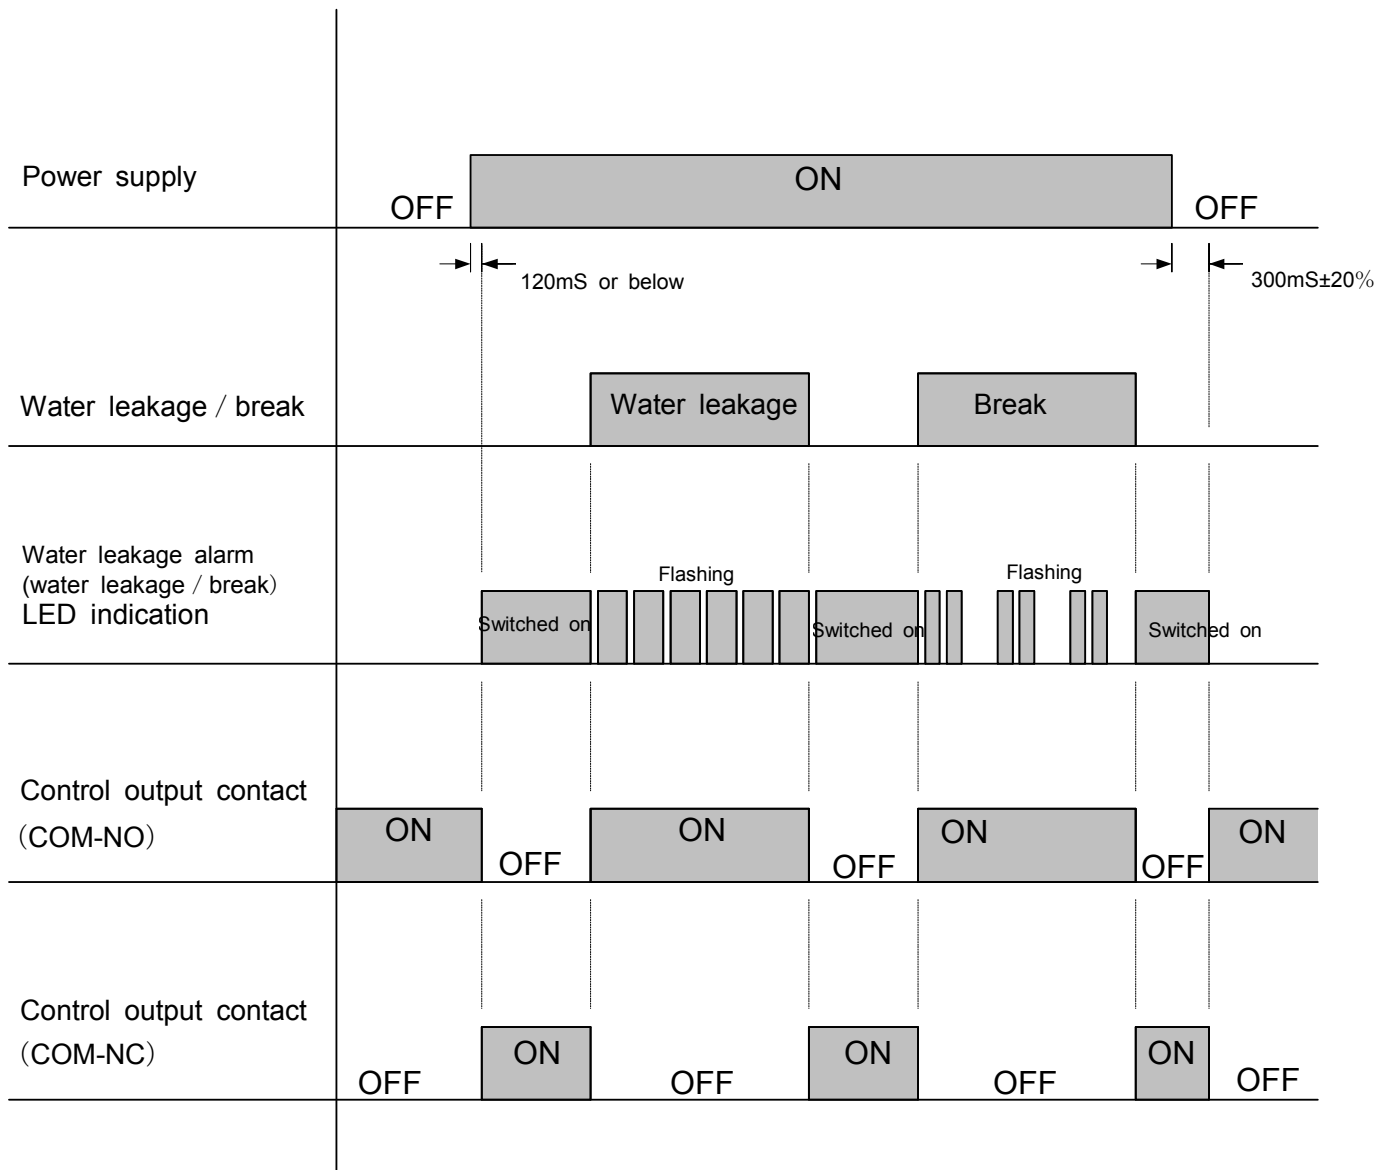 Power supply
OFF
ON
OFF
120mS or below
300mS±20%
Water leakage / break
Water leakage
Break
Water leakage alarm
(water leakage / break)
LED indication
Switched on
Flashing
Switched on
Flashing
Switched on
Control output contact
(COM-NO)
ON
OFF
ON
OFF
ON
OFF
ON
Control output contact
(COM-NC)
OFF
ON
OFF
ON
OFF
ON
OFF